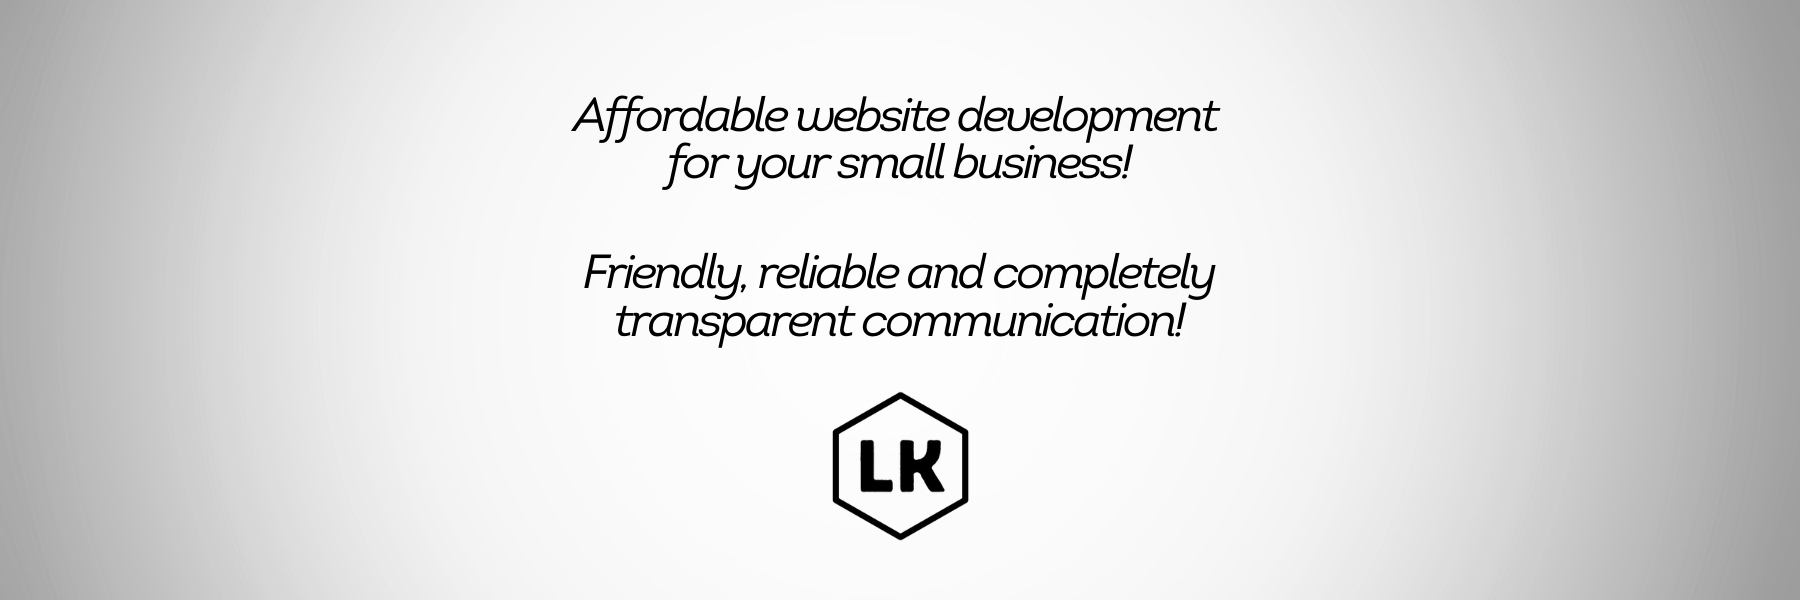 Affordable website development
for your small business!
Friendly, reliable and completely
transparent communication!
LK